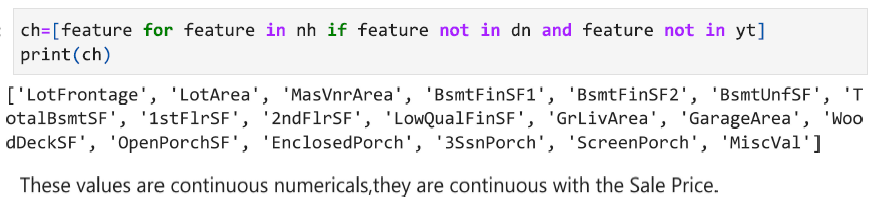 ch=[feature for feature in nh if feature not in dn and feature not in yt]
print(ch)
['LotFrontage', 'LotArea', 'MasVnrArea', 'BsmtFinSF1', 'BsmtFinSF2', 'BsmtUnfSF', 'T
otalBsmtSF', '1stFlrSF', '2ndFlrSF', 'LowQualFinSF', 'GrLivArea', 'GarageArea', 'Woo
dDeckSF', 'OpenPorchSF', 'EnclosedPorch', '3SsnPorch', 'ScreenPorch', 'MiscVal']
These values are continuous numericals,they are continuous with the Sale Price.